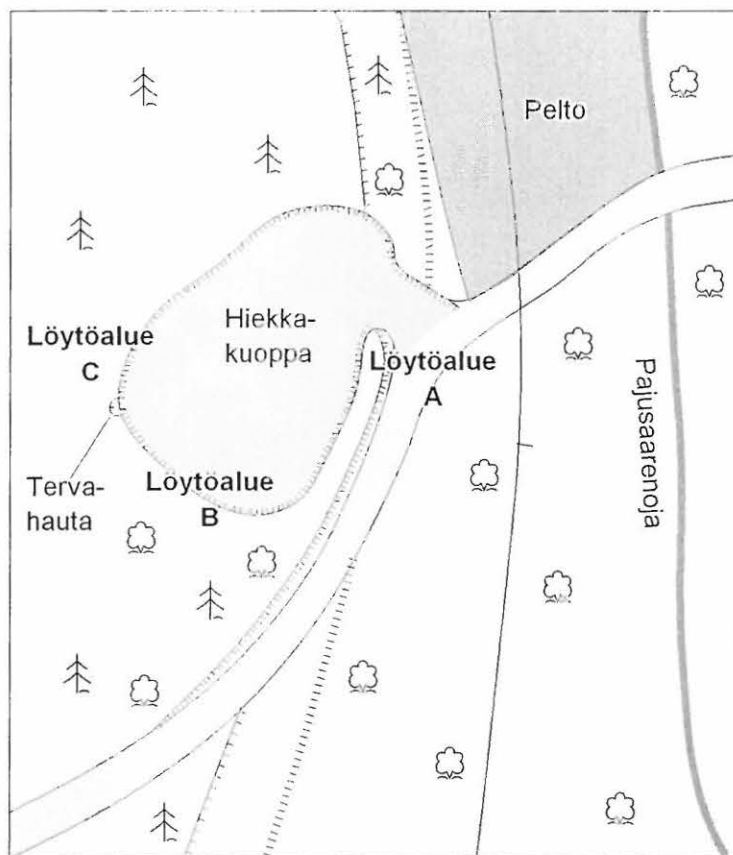 Pelto
Hiekka-
kuoppa
Löytöalue
C
Löytöalue
A
Pajusaarenoja
Terva-
hauta
Löytöalue
B